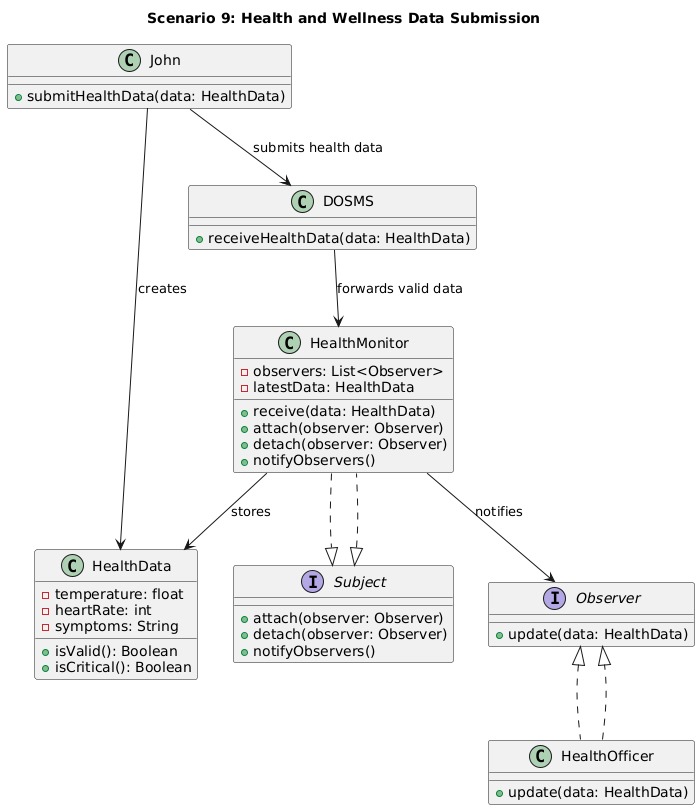 Scenario 9: Health and Wellness Data Submission
C John
submitHealthData(data: HealthData)
submits health data
C DOSMS
receiveHealthData(data: HealthData)
creates
forwards valid data
C HealthMonitor
observers: List<Observer>
latestData: HealthData
receive(data: HealthData)
attach(observer: Observer)
detach(observer: Observer)
notifyObservers()
stores
notifies
C HealthData
temperature: float
heartRate: int
symptoms: String
isValid(): Boolean
isCritical(): Boolean
I Subject
attach(observer: Observer)
detach(observer: Observer)
notifyObservers()
I Observer
update(data: HealthData)
C HealthOfficer
update(data: HealthData)